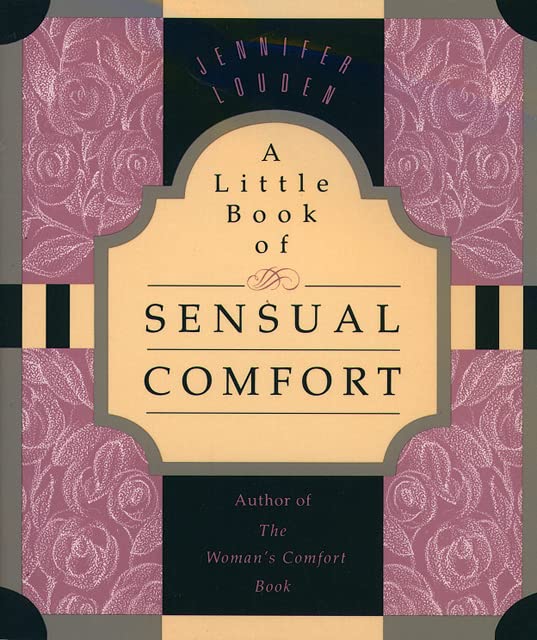 JENNIFER
LOUDEN
A
Little
Book
of
SENSUAL
COMFORT
Author of
The
Woman's Comfort
Book